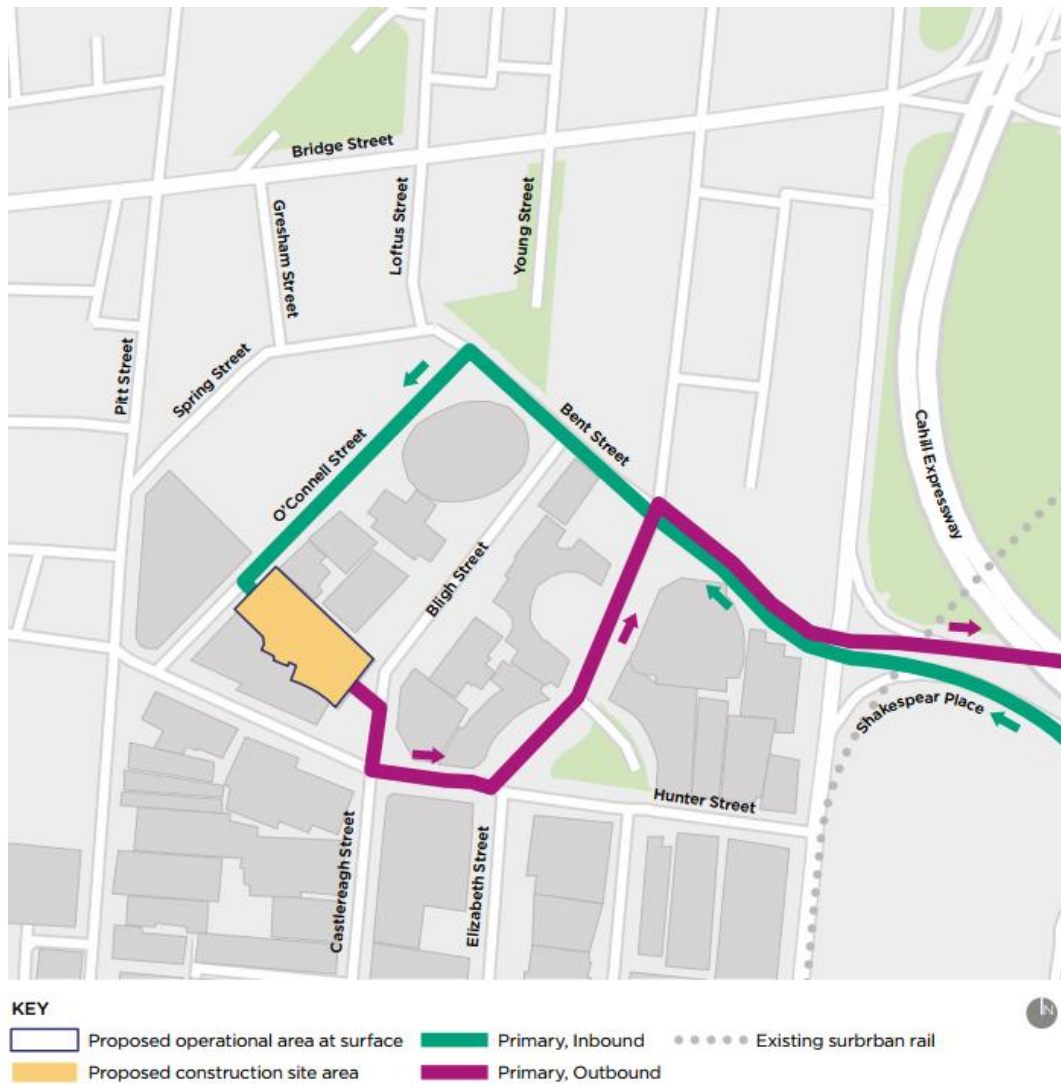 Bridge Street
Gresham Street
Loftus Street
Young Street
Pitt Street
Spring Street
O'Connell Street
Bent Street
Bligh Street
Cahill Expressway
Shakespear Place
Hunter Street
Castlereagh Street
Elizabeth Street
KEY
N
Proposed operational area at surface
Primary, Inbound
Existing surbrban rail
Proposed construction site area
Primary, Outbound